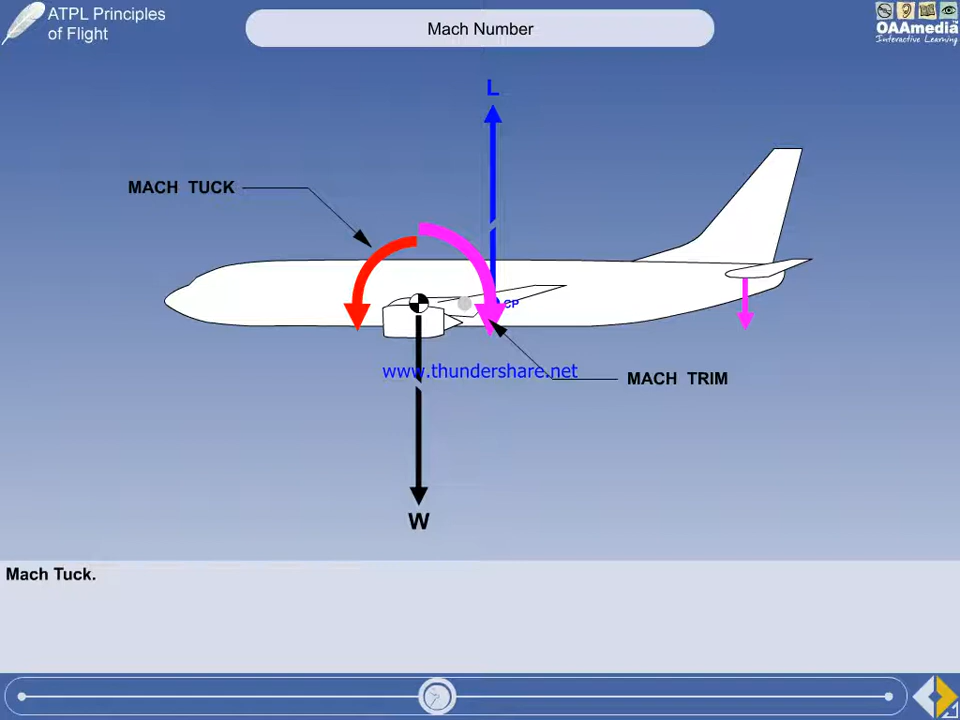 ATPL Principles
of Flight
Mach Number
OAAmedia
Interactive Learning.
L
MACH TUCK
CP
www.thundershare.net
MACH TRIM
W
Mach Tuck.